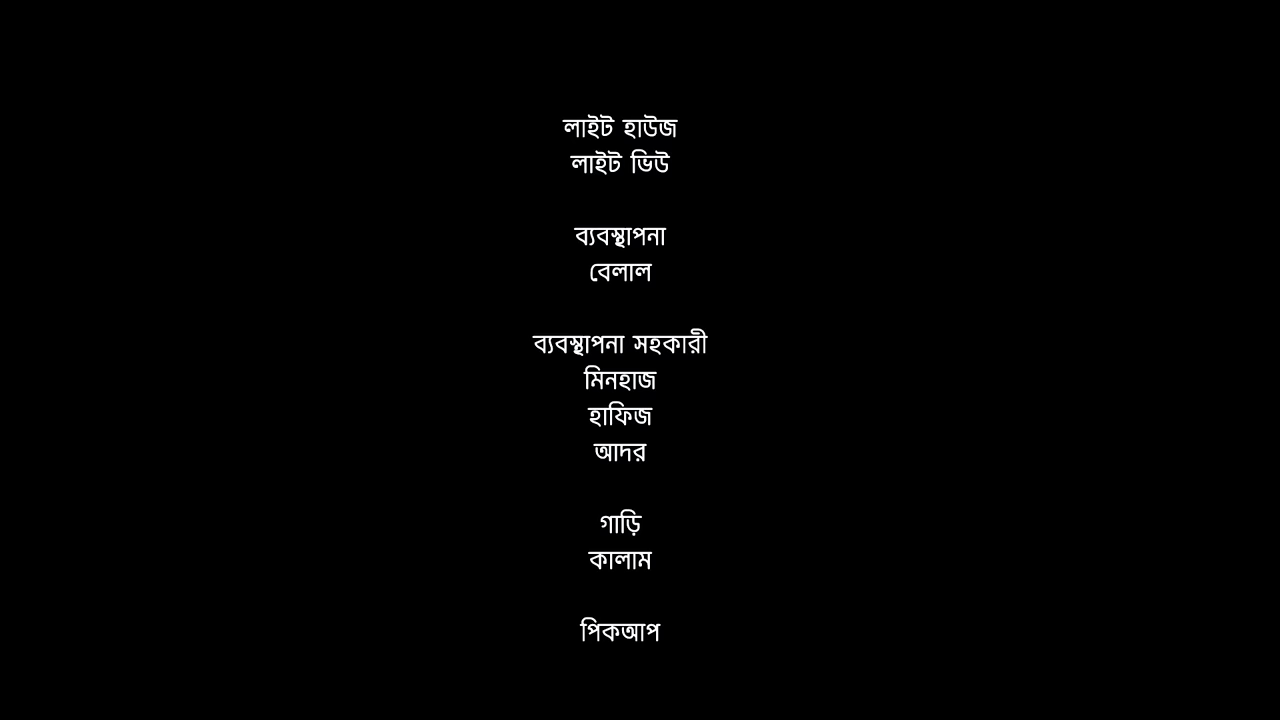 লাইট হাউজ
লাইট ভিউ
ব্যবস্থাপনা
বেলাল
ব্যবস্থাপনা সহকারী
মিনহাজ
হাফিজ
আদর
গাড়ি
কালাম
পিকআপ